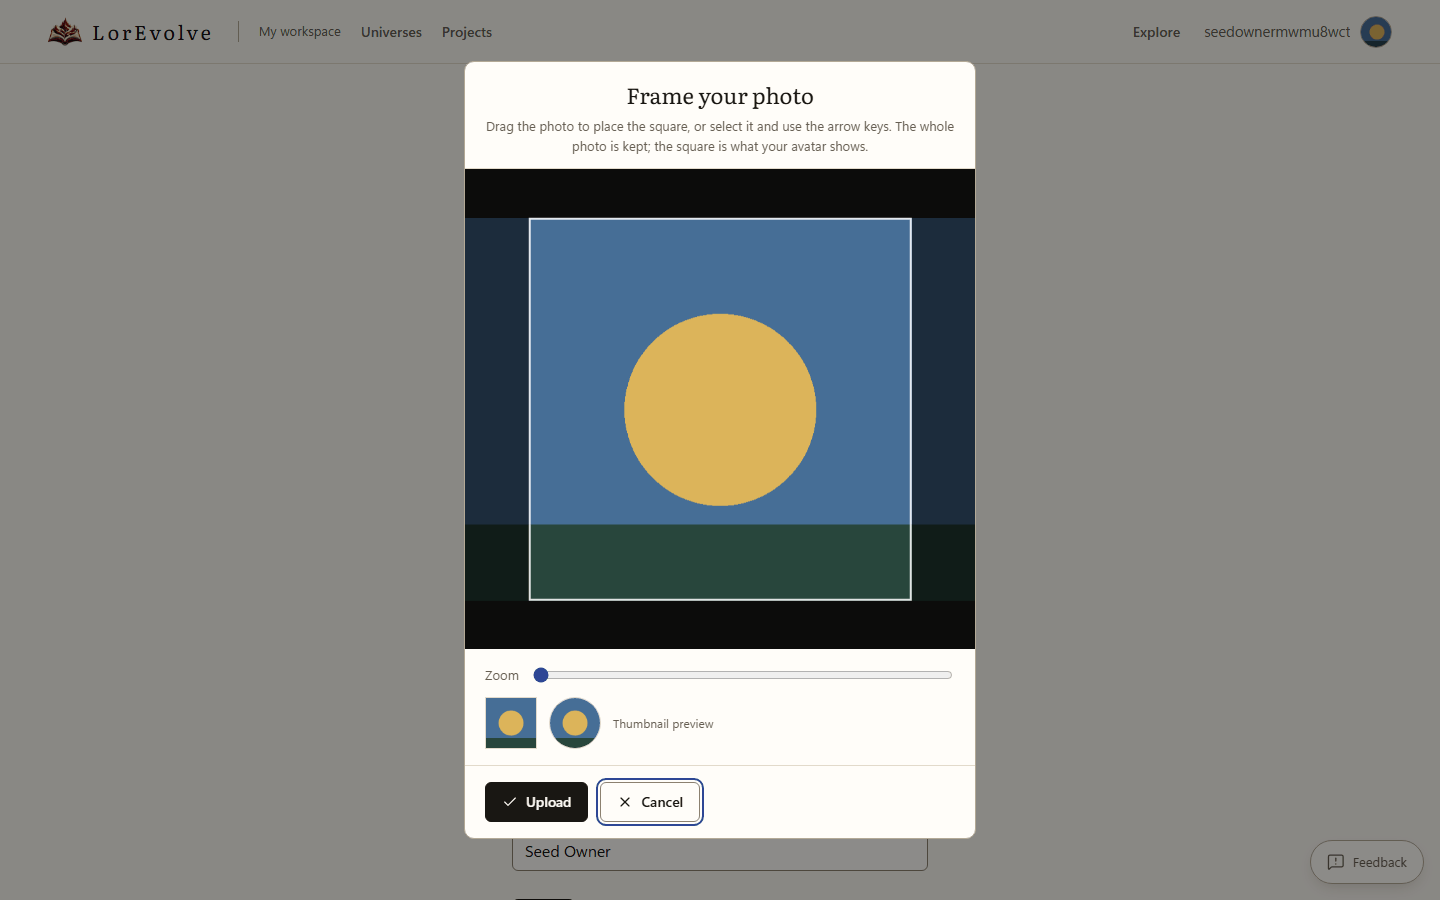 LorEvolve
My workspace
Universes
Projects
Explore
seedownermwmu8wct
Frame your photo
Drag the photo to place the square, or select it and use the arrow keys. The whole
photo is kept; the square is what your avatar shows.
Zoom
Thumbnail preview
Upload
Cancel
Seed Owner
Feedback